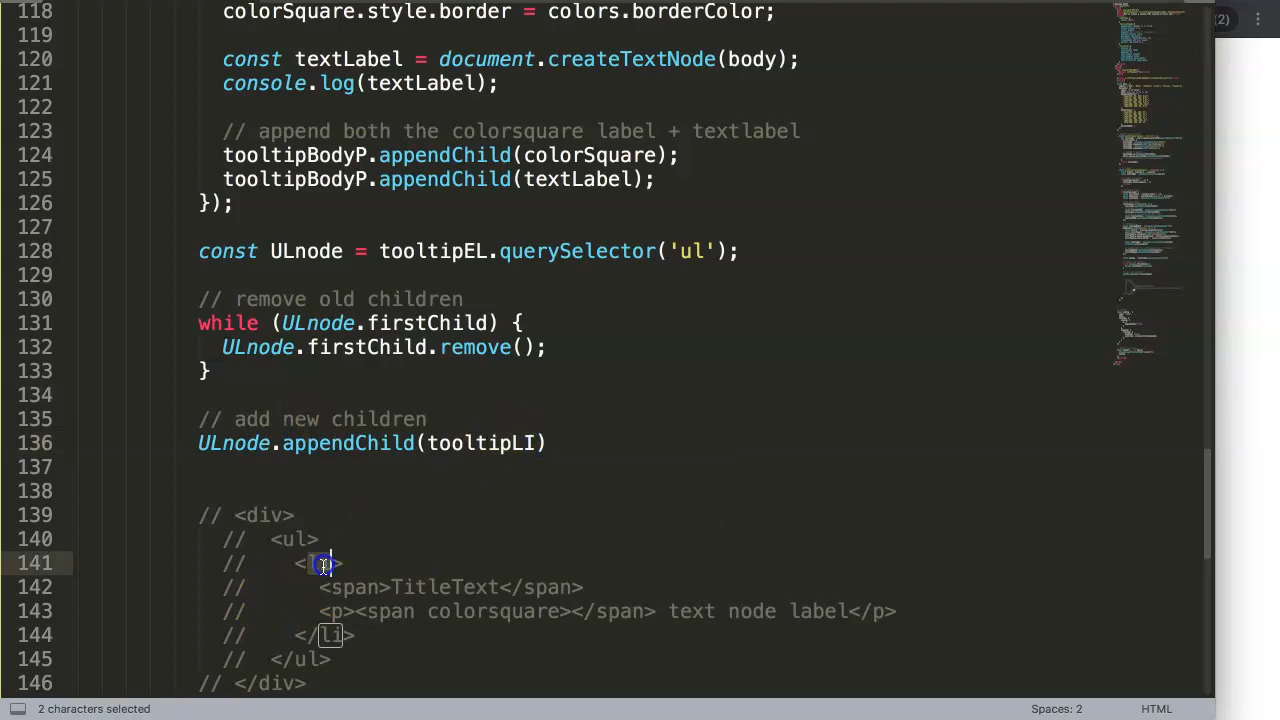 (2)
118 colorSquare.style.border = colors.borderColor;
119
120 const textLabel = document.createTextNode(body);
121 console.log(textLabel);
122
123 // append both the colorsquare label + textlabel
124 tooltipBodyP.appendChild(colorSquare);
125 tooltipBodyP.appendChild(textLabel);
126 });
127
128 const ULnode = tooltipEL.querySelector('ul');
129
130 // remove old children
131 while (ULnode.firstChild) {
132 ULnode.firstChild.remove();
133 }
134
135 // add new children
136 ULnode.appendChild(tooltipLI)
137
138
139 // <div>
140 // <ul>
141 // <li>
142 // <span>TitleText</span>
143 // <p><span colorsquare></span> text node label</p>
144 // </li>
145 // </ul>
146 // </div>
2 characters selected Spaces: 2 HTML